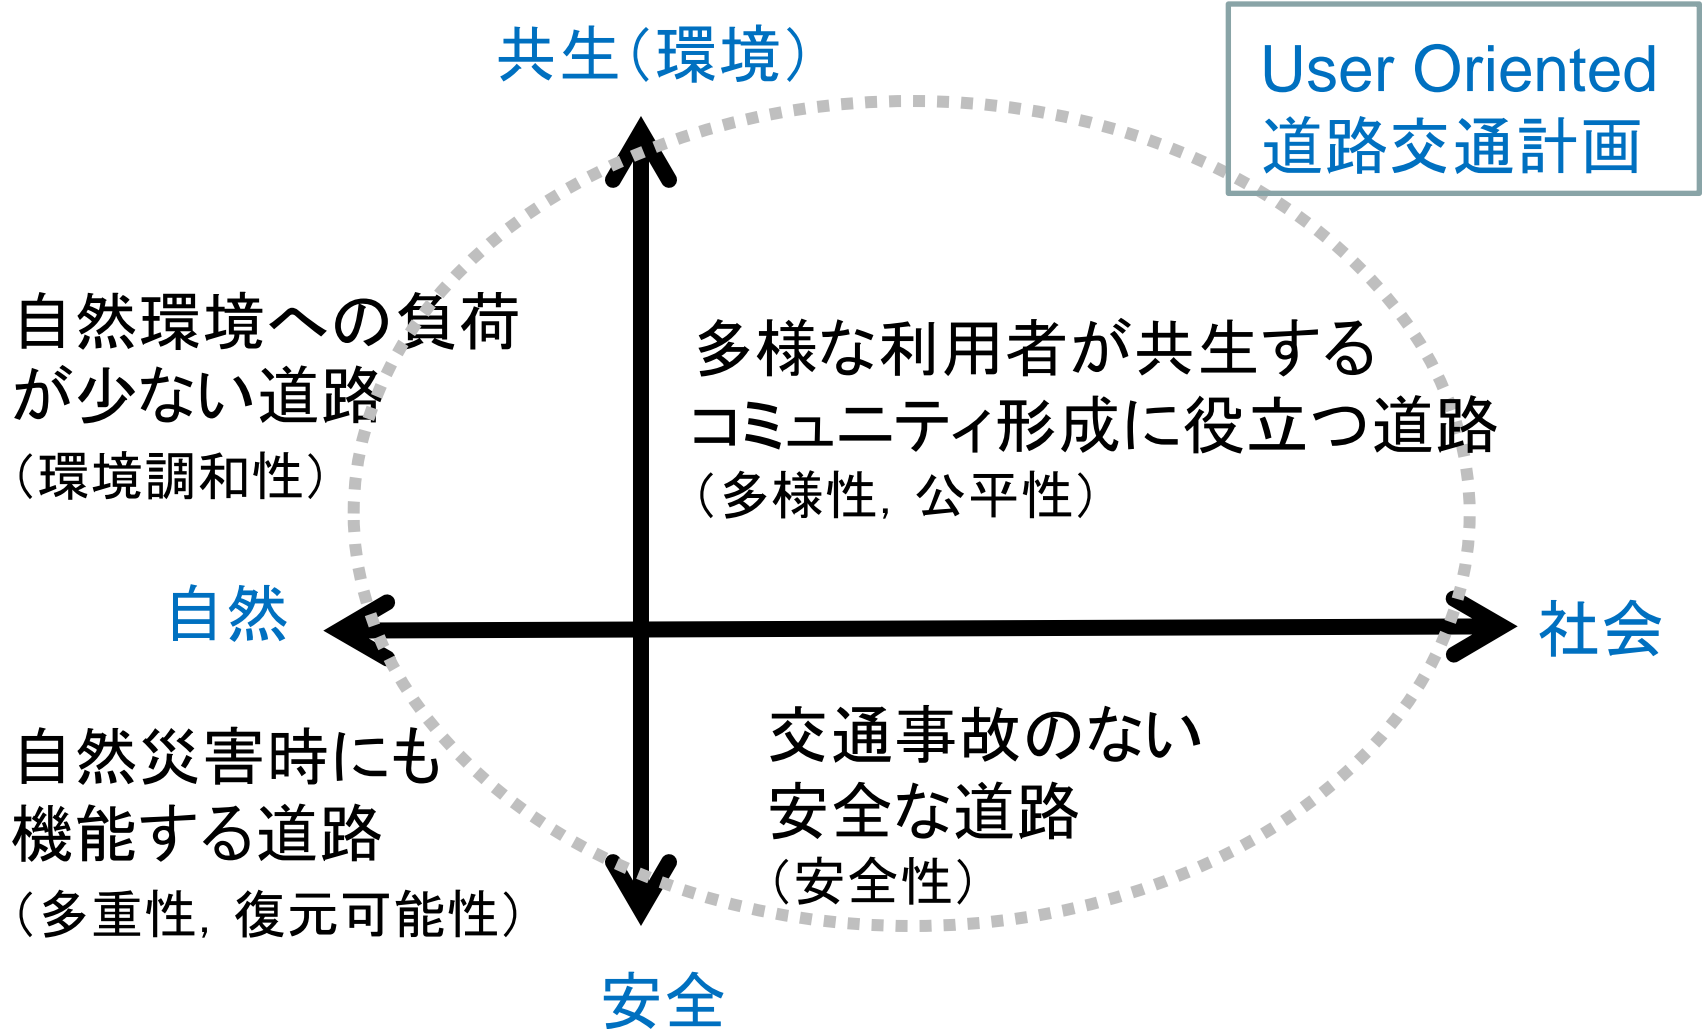 共生（環境）
User Oriented
道路交通計画
自然環境への負荷
が少ない道路
（環境調和性）
多様な利用者が共生する
コミュニティ形成に役立つ道路
（多様性，公平性）
自然
社会
自然災害時にも
機能する道路
（多重性，復元可能性）
交通事故のない
安全な道路
（安全性）
安全